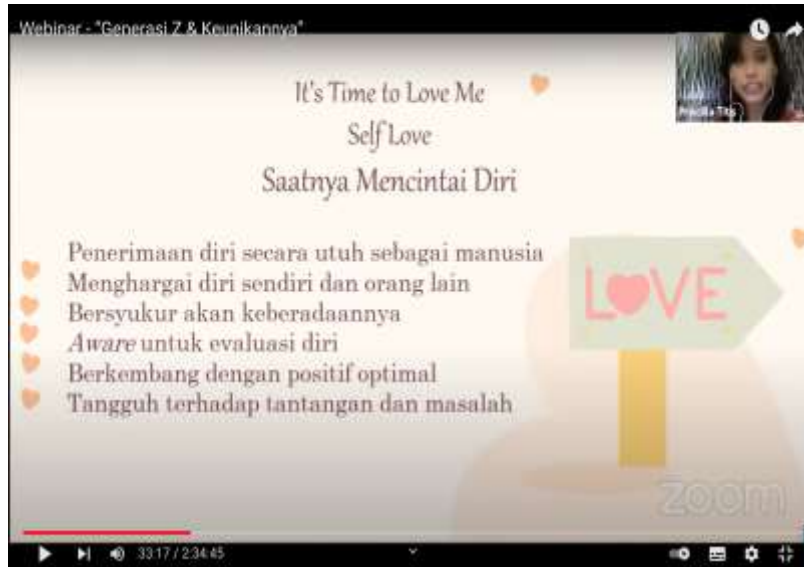 Webinar - "Generasi Z & Keunikannya"
It's Time to Love Me
Self Love
Saatnya Mencintai Diri
Penerimaan diri secara utuh sebagai manusia
Menghargai diri sendiri dan orang lain
Bersyukur akan keberadaannya
Aware untuk evaluasi diri
Berkembang dengan positif optimal
Tangguh terhadap tantangan dan masalah
LOVE
zoom
33:17 / 2:34:45